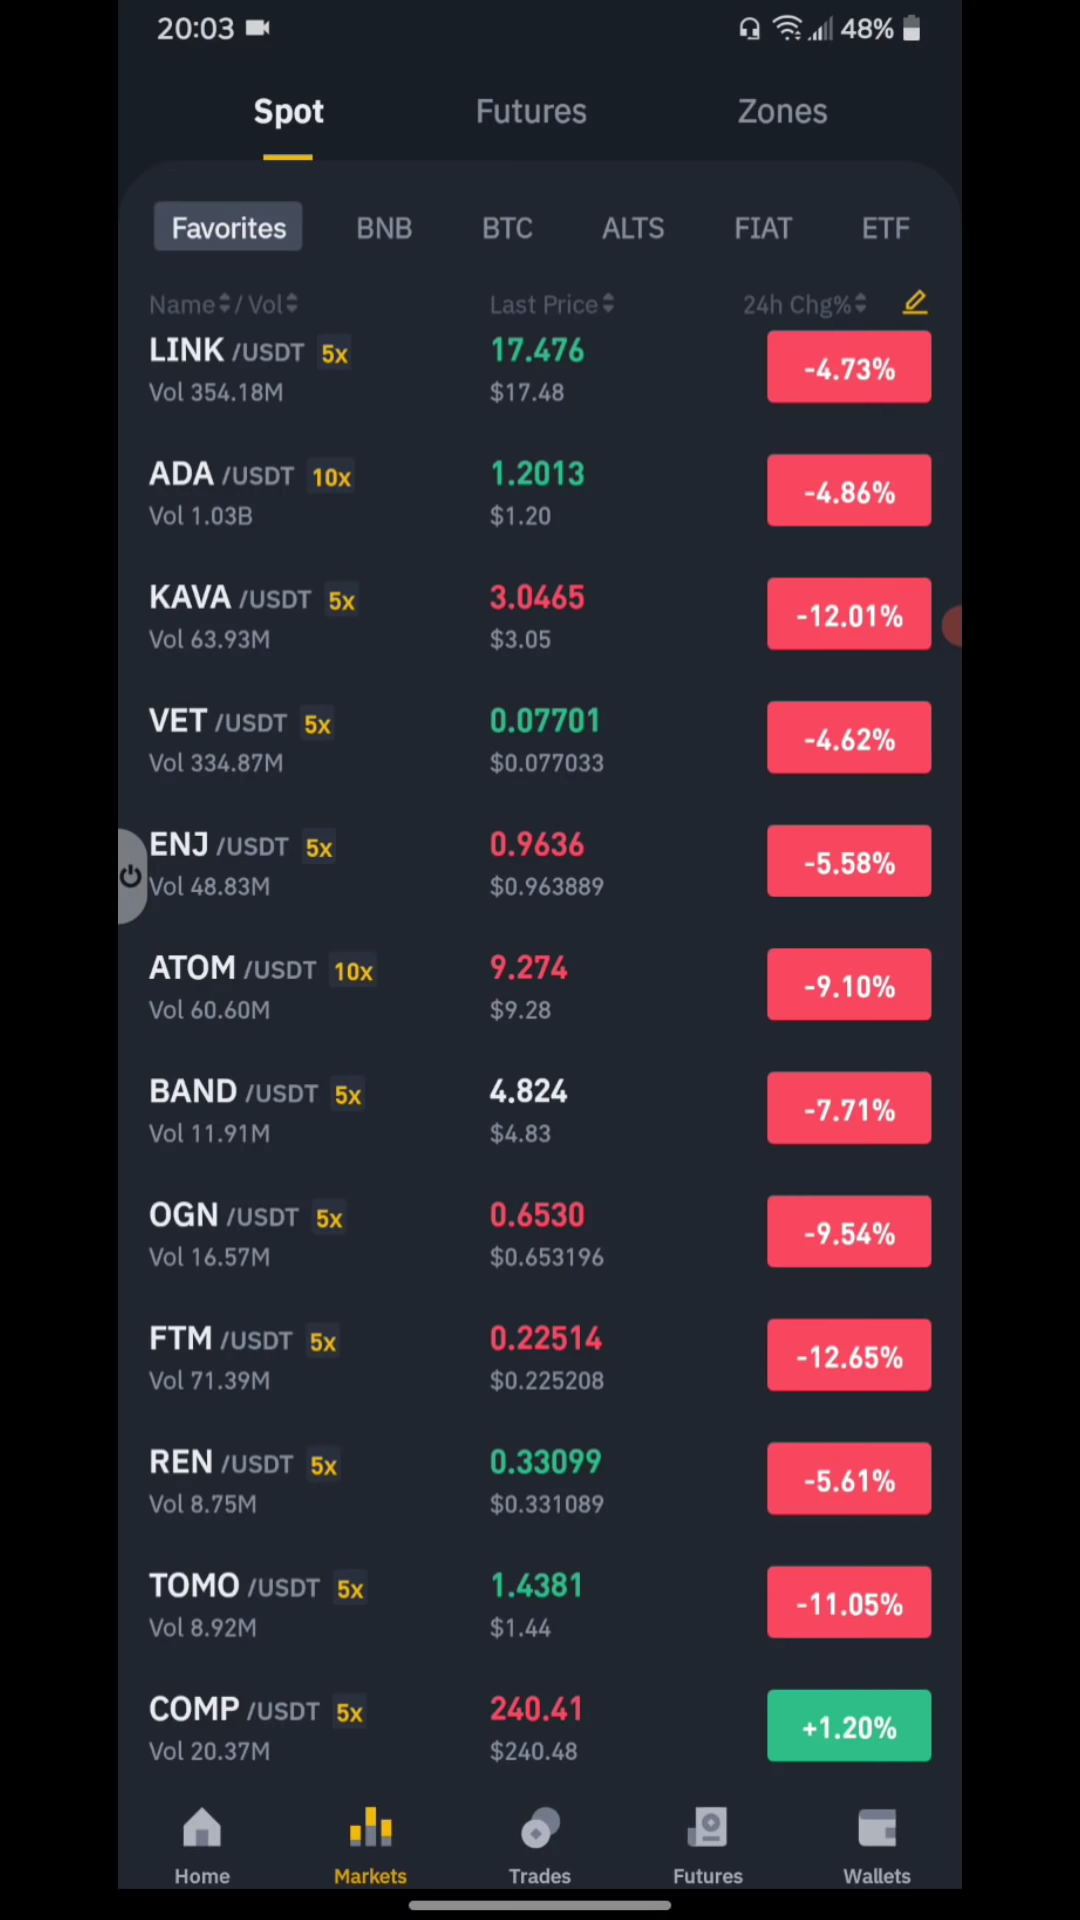 20:03 48%
Spot Futures Zones
Favorites BNB BTC ALTS FIAT ETF
Name / Vol Last Price 24h Chg%
LINK /USDT 5x 17.476 -4.73%
Vol 354.18M $17.48
ADA /USDT 10x 1.2013 -4.86%
Vol 1.03B $1.20
KAVA /USDT 5x 3.0465 -12.01%
Vol 63.93M $3.05
VET /USDT 5x 0.07701 -4.62%
Vol 334.87M $0.077033
ENJ /USDT 5x 0.9636 -5.58%
Vol 48.83M $0.963889
ATOM /USDT 10x 9.274 -9.10%
Vol 60.60M $9.28
BAND /USDT 5x 4.824 -7.71%
Vol 11.91M $4.83
OGN /USDT 5x 0.6530 -9.54%
Vol 16.57M $0.653196
FTM /USDT 5x 0.22514 -12.65%
Vol 71.39M $0.225208
REN /USDT 5x 0.33099 -5.61%
Vol 8.75M $0.331089
TOMO /USDT 5x 1.4381 -11.05%
Vol 8.92M $1.44
COMP /USDT 5x 240.41 +1.20%
Vol 20.37M $240.48
Home Markets Trades Futures Wallets